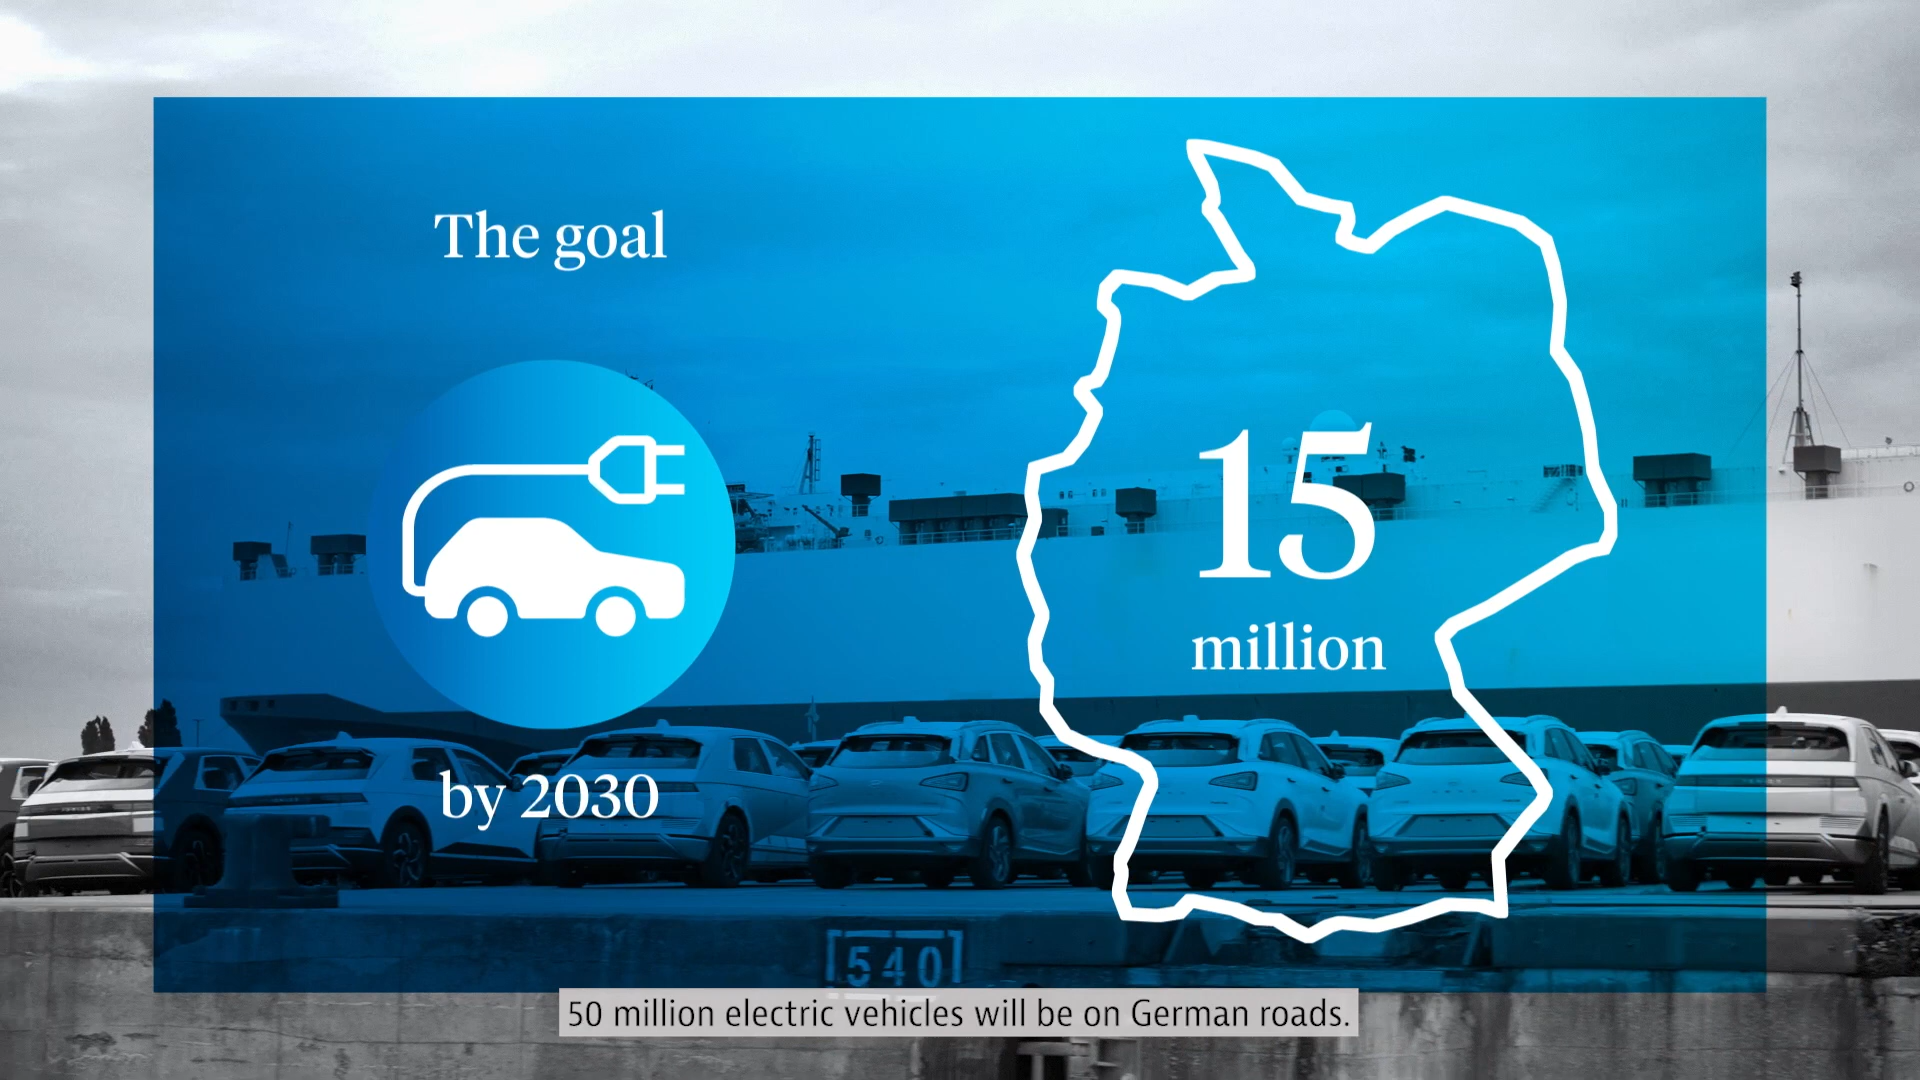 The goal
by 2030
15
million
540
50 million electric vehicles will be on German roads.